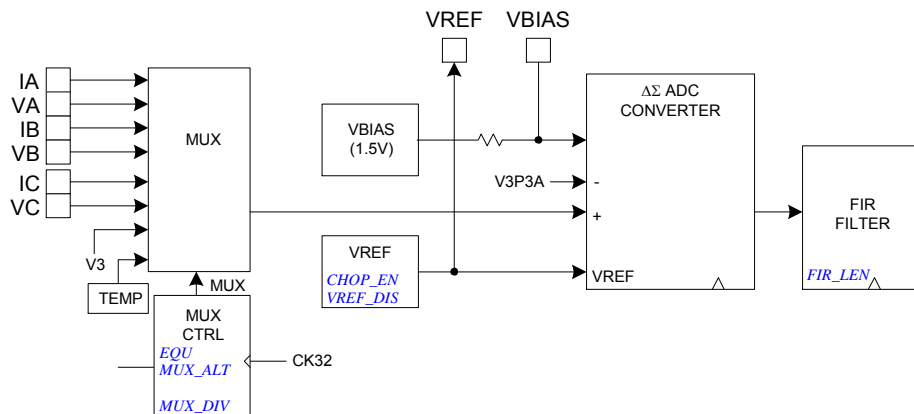 VREF
VBIAS
IA
VA
IB
VB
IC
VC
V3
TEMP
MUX
MUX
MUX
CTRL
EQU
MUX_ALT
MUX_DIV
CK32
VBIAS
(1.5V)
V3P3A
VREF
CHOP_EN
VREF_DIS
ΔΣ ADC
CONVERTER
-
+
VREF
FIR
FILTER
FIR_LEN